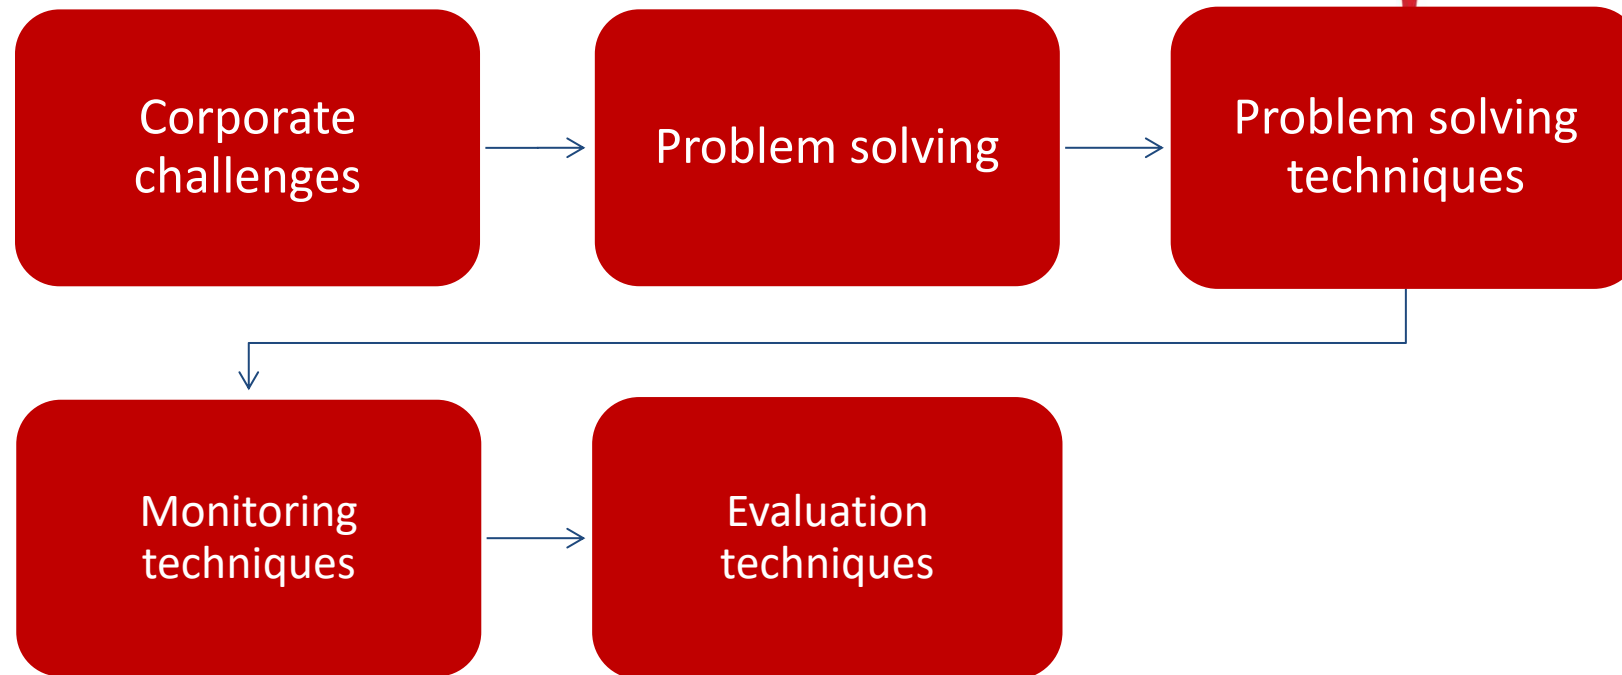 Corporate
challenges
Problem solving
Problem solving
techniques
Monitoring
techniques
Evaluation
techniques